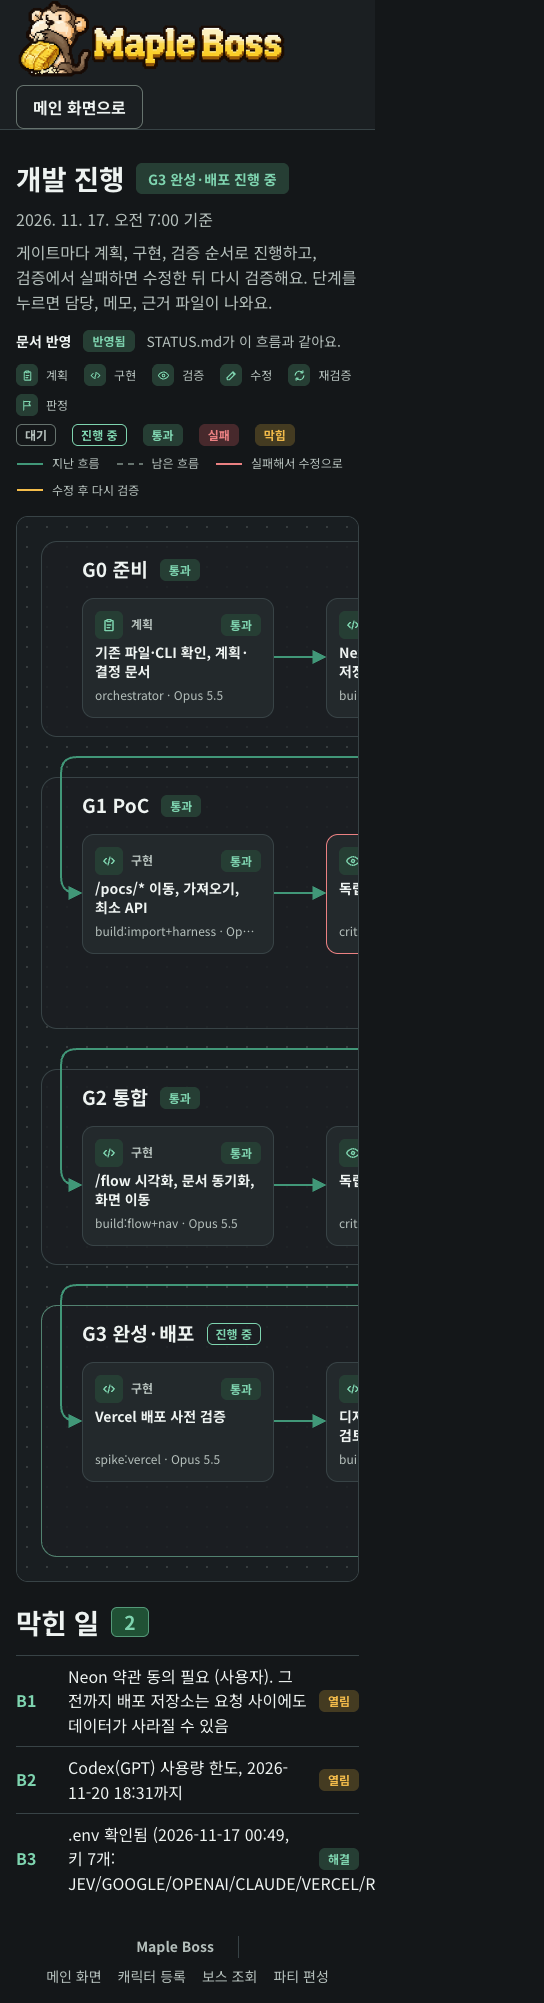 Maple Boss
메인 화면으로
개발 진행 G3 완성·배포 진행 중
2026. 11. 17. 오전 7:00 기준
게이트마다 계획, 구현, 검증 순서로 진행하고,
검증에서 실패하면 수정한 뒤 다시 검증해요. 단계를
누르면 담당, 메모, 근거 파일이 나와요.
문서 반영 반영됨 STATUS.md가 이 흐름과 같아요.
계획 구현 검증 수정 재검증
판정
대기 진행 중 통과 실패 막힘
지난 흐름 남은 흐름 실패해서 수정으로
수정 후 다시 검증
G0 준비 통과
계획 통과
기존 파일·CLI 확인, 계획·
결정 문서
orchestrator · Opus 5.5
Ne
저장
bui
G1 PoC 통과
구현 통과
/pocs/* 이동, 가져오기,
최소 API
build:import+harness · Op…
독립
crit
G2 통합 통과
구현 통과
/flow 시각화, 문서 동기화,
화면 이동
build:flow+nav · Opus 5.5
독립
crit
G3 완성·배포 진행 중
구현 통과
Vercel 배포 사전 검증
spike:vercel · Opus 5.5
디자
검토
bui
막힌 일 2
B1 Neon 약관 동의 필요 (사용자). 그
전까지 배포 저장소는 요청 사이에도
데이터가 사라질 수 있음
열림
B2 Codex(GPT) 사용량 한도, 2026-
11-20 18:31까지
열림
B3 .env 확인됨 (2026-11-17 00:49,
키 7개:
JEV/GOOGLE/OPENAI/CLAUDE/VERCEL/R
해결
Maple Boss
메인 화면 캐릭터 등록 보스 조회 파티 편성